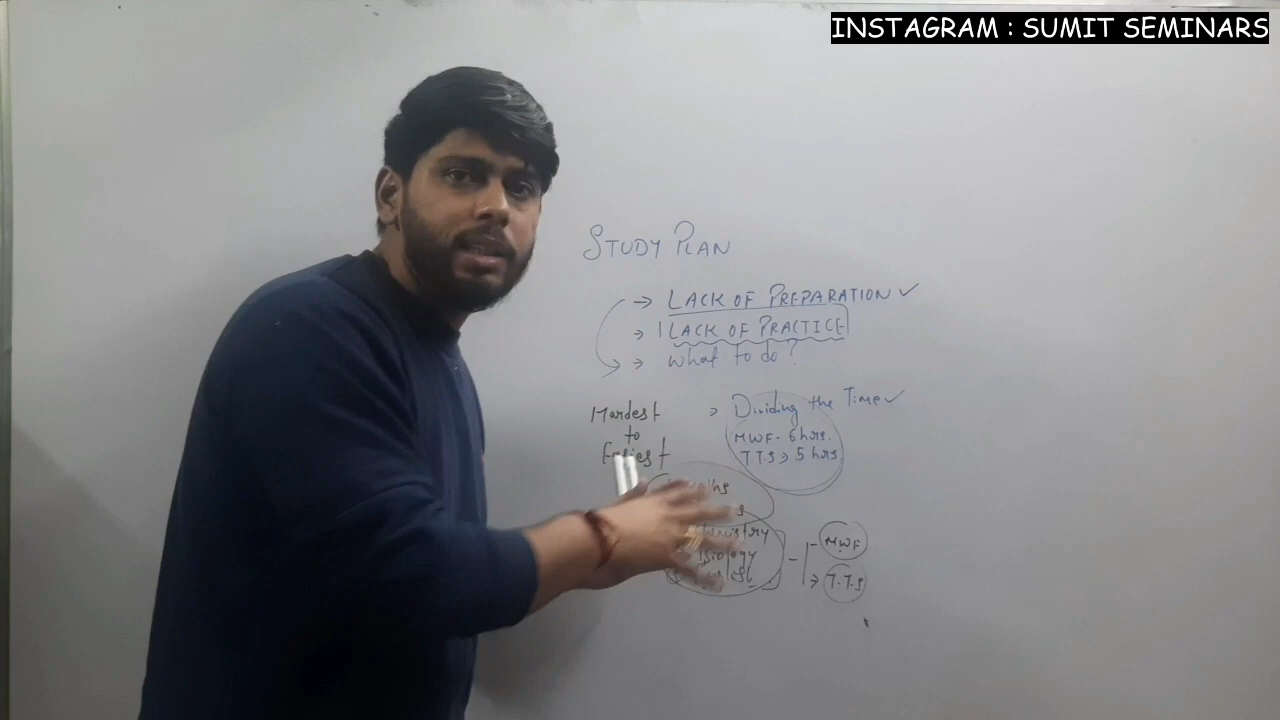 INSTAGRAM : SUMIT SEMINARS
STUDY PLAN
→ LACK OF PREPARATION ✓
→ LACK OF PRACTICE
→ What to do?
Hardest
to
Easiest
> Dividing the Time ✓
MWF - 6 hrs.
TTS → 5 hrs
Chemistry
Biology
- MWF
→ T.T.S